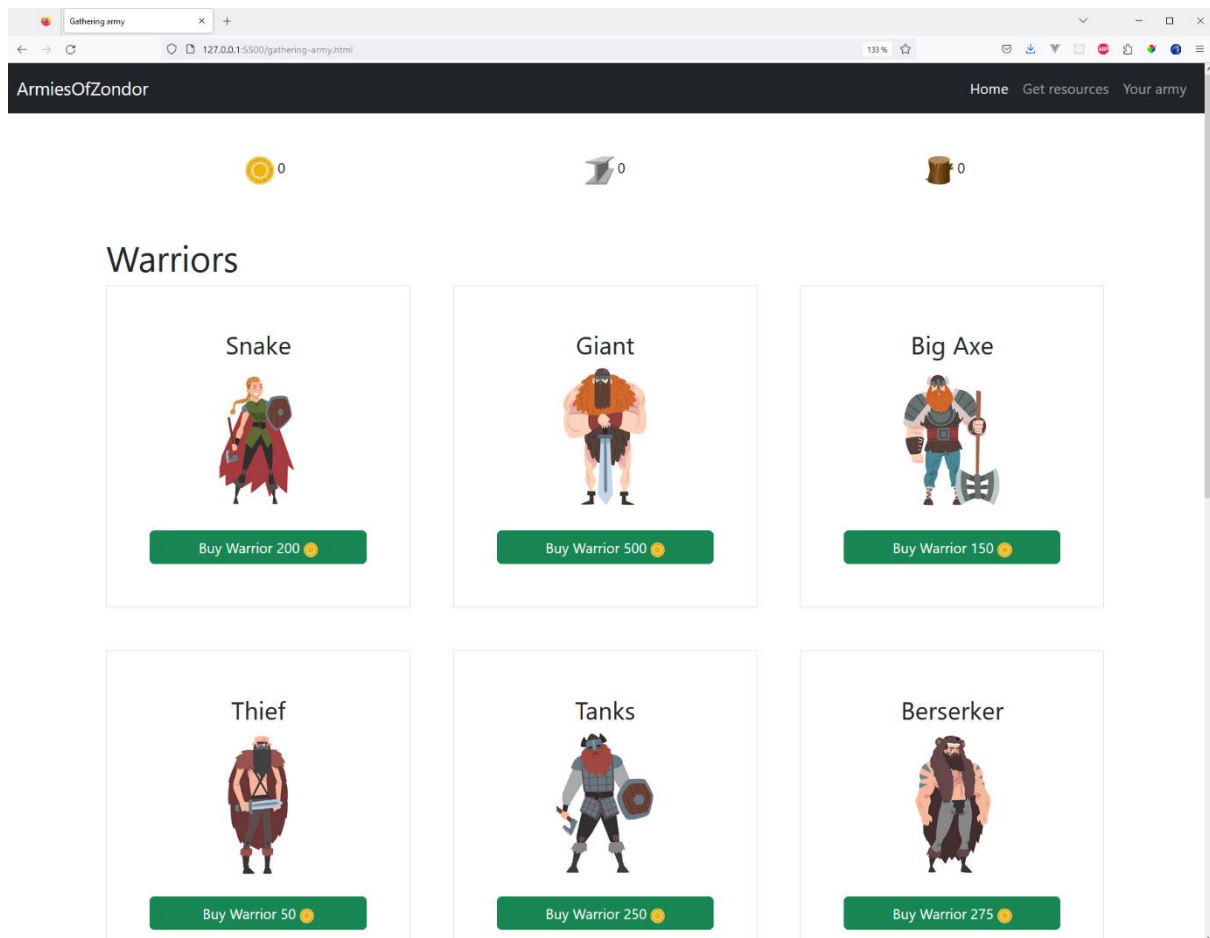 Gathering army
127.0.0.1:5500/gathering-army.html
133 %
ABP
ArmiesOfZondor
Home Get resources Your army
0 0 0
Warriors
Snake Giant Big Axe
Buy Warrior 200 Buy Warrior 500 Buy Warrior 150
Thief Tanks Berserker
Buy Warrior 50 Buy Warrior 250 Buy Warrior 275